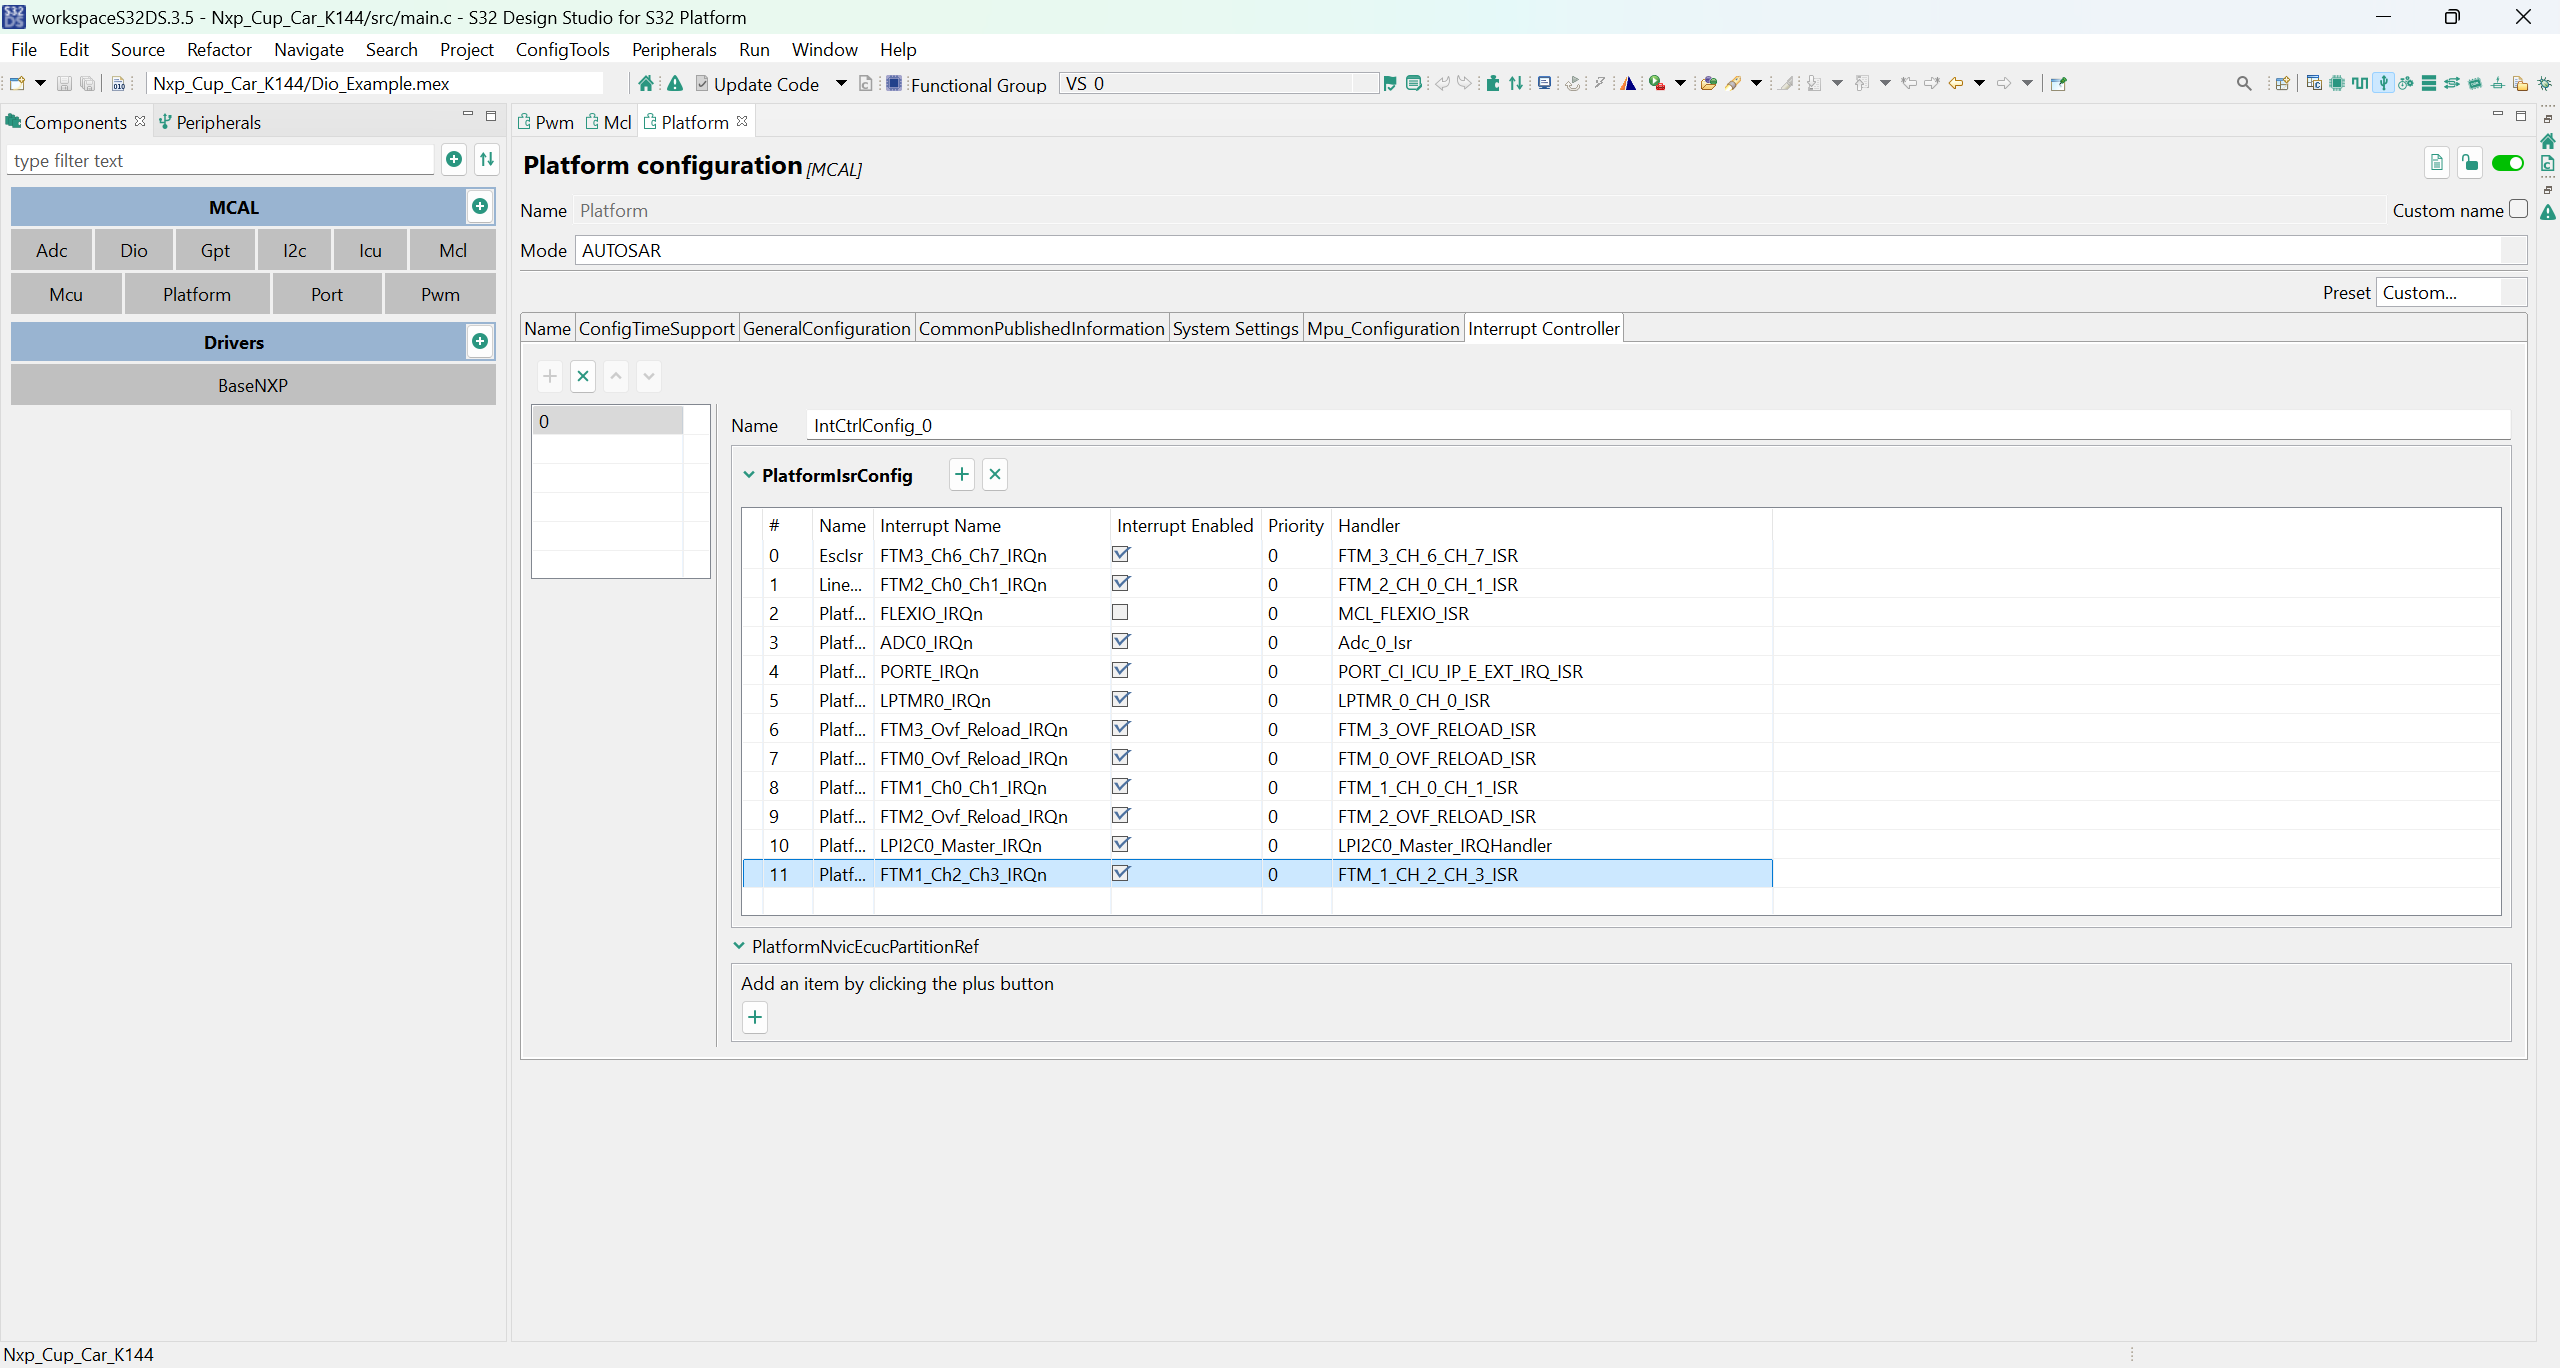 workspaceS32DS.3.5 - Nxp_Cup_Car_K144/src/main.c - S32 Design Studio for S32 Platform
File Edit Source Refactor Navigate Search Project ConfigTools Peripherals Run Window Help
Nxp_Cup_Car_K144/Dio_Example.mex Update Code Functional Group VS_0
Components Peripherals
type filter text
MCAL
Adc Dio Gpt I2c Icu Mcl
Mcu Platform Port Pwm
Drivers
BaseNXP
Pwm Mcl Platform
Platform configuration [MCAL]
Name Platform Custom name
Mode AUTOSAR
Preset Custom...
Name ConfigTimeSupport GeneralConfiguration CommonPublishedInformation System Settings Mpu_Configuration Interrupt Controller
0
Name IntCtrlConfig_0
PlatformIsrConfig
# Name Interrupt Name Interrupt Enabled Priority Handler
0 EscIsr FTM3_Ch6_Ch7_IRQn 0 FTM_3_CH_6_CH_7_ISR
1 Line... FTM2_Ch0_Ch1_IRQn 0 FTM_2_CH_0_CH_1_ISR
2 Platf... FLEXIO_IRQn 0 MCL_FLEXIO_ISR
3 Platf... ADC0_IRQn 0 Adc_0_Isr
4 Platf... PORTE_IRQn 0 PORT_CI_ICU_IP_E_EXT_IRQ_ISR
5 Platf... LPTMR0_IRQn 0 LPTMR_0_CH_0_ISR
6 Platf... FTM3_Ovf_Reload_IRQn 0 FTM_3_OVF_RELOAD_ISR
7 Platf... FTM0_Ovf_Reload_IRQn 0 FTM_0_OVF_RELOAD_ISR
8 Platf... FTM1_Ch0_Ch1_IRQn 0 FTM_1_CH_0_CH_1_ISR
9 Platf... FTM2_Ovf_Reload_IRQn 0 FTM_2_OVF_RELOAD_ISR
10 Platf... LPI2C0_Master_IRQn 0 LPI2C0_Master_IRQHandler
11 Platf... FTM1_Ch2_Ch3_IRQn 0 FTM_1_CH_2_CH_3_ISR
PlatformNvicEcucPartitionRef
Add an item by clicking the plus button
Nxp_Cup_Car_K144